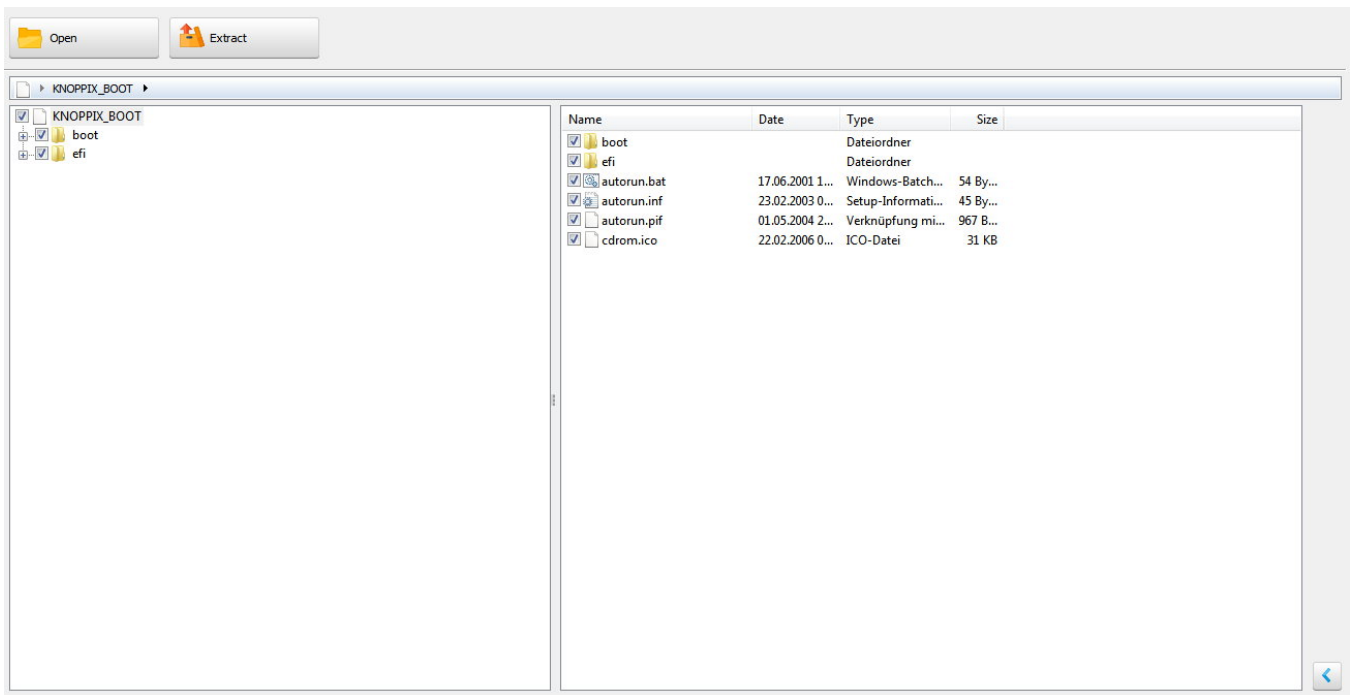 Open Extract
KNOPPIX_BOOT
KNOPPIX_BOOT
boot
efi
Name Date Type Size
boot Dateiordner
efi Dateiordner
autorun.bat 17.06.2001 1... Windows-Batch... 54 By...
autorun.inf 23.02.2003 0... Setup-Informati... 45 By...
autorun.pif 01.05.2004 2... Verknüpfung mi... 967 B...
cdrom.ico 22.02.2006 0... ICO-Datei 31 KB